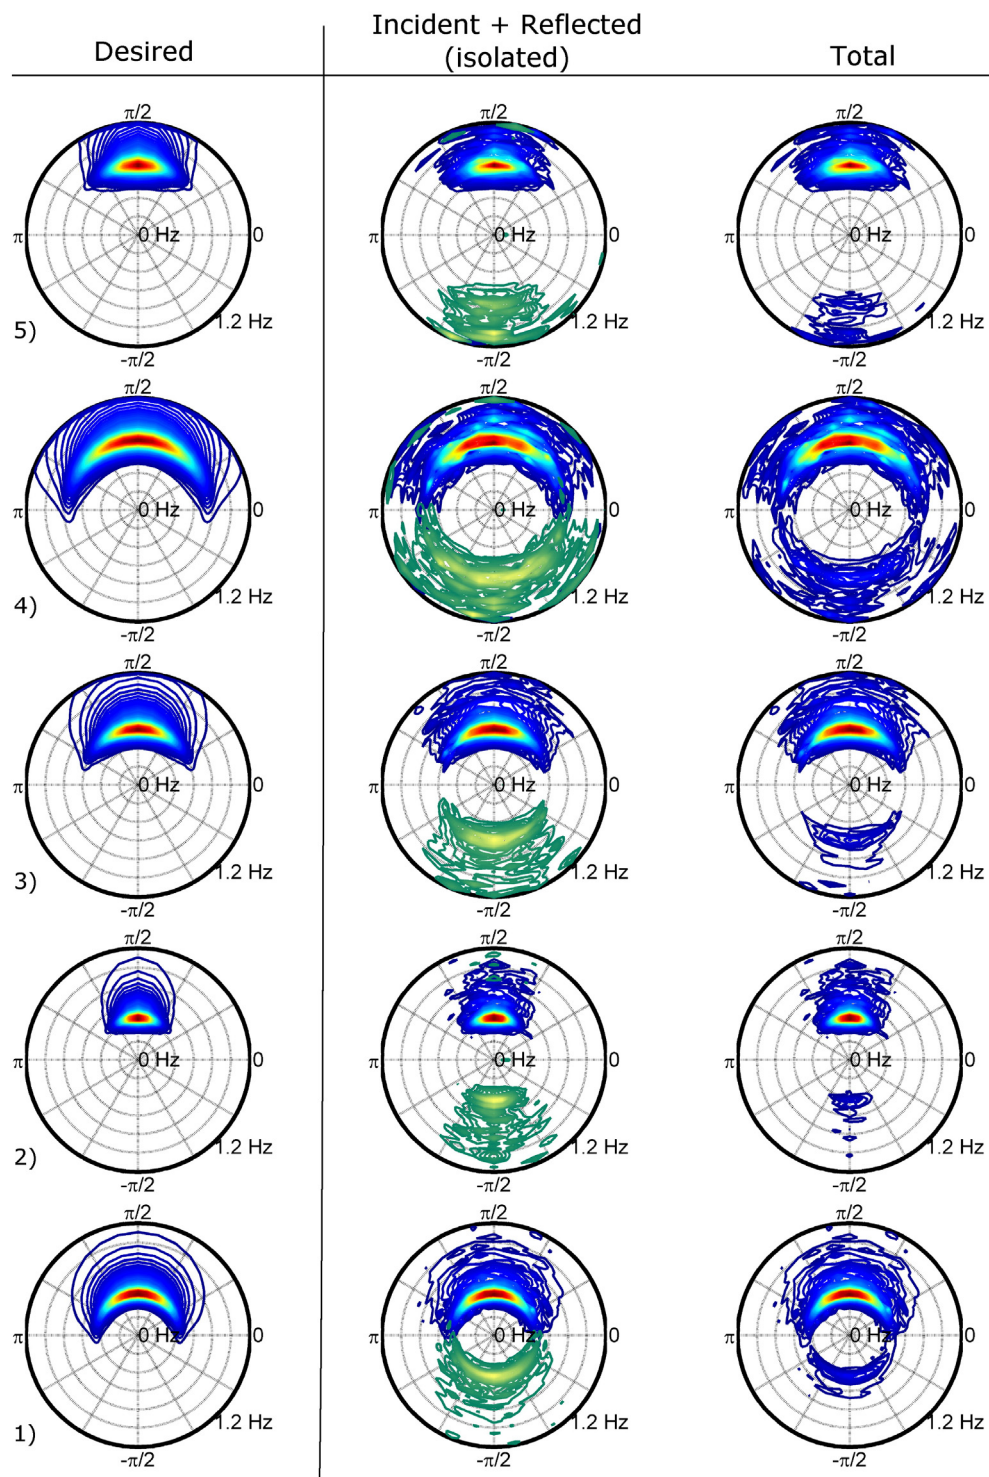 Desired
Incident + Reflected
(isolated)
Total
π/2 π/2 π/2
π 0 Hz 0 π 0 Hz 0 π 0 Hz 0
5) 1.2 Hz 1.2 Hz 1.2 Hz
-π/2 -π/2 -π/2
π/2 π/2 π/2
π 0 Hz 0 π 0 Hz 0 π 0 Hz 0
4) 1.2 Hz 1.2 Hz 1.2 Hz
-π/2 -π/2 -π/2
π/2 π/2 π/2
π 0 Hz 0 π 0 Hz 0 π 0 Hz 0
3) 1.2 Hz 1.2 Hz 1.2 Hz
-π/2 -π/2 -π/2
π/2 π/2 π/2
π 0 Hz 0 π 0 Hz 0 π 0 Hz 0
2) 1.2 Hz 1.2 Hz 1.2 Hz
-π/2 -π/2 -π/2
π/2 π/2 π/2
π 0 Hz 0 π 0 Hz 0 π 0 Hz 0
1) 1.2 Hz 1.2 Hz 1.2 Hz
-π/2 -π/2 -π/2